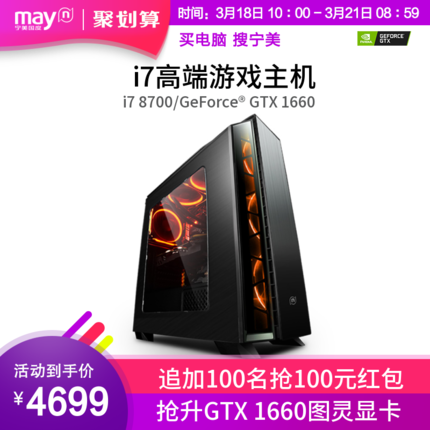 mayn 宁美国度 聚划算 时间：3月18日 10：00 – 3月21日 08：59
买电脑 搜宁美
NVIDIA GEFORCE GTX
i7高端游戏主机
i7 8700/GeForce® GTX 1660
活动到手价
¥4699
追加100名抢100元红包
抢升GTX 1660图灵显卡